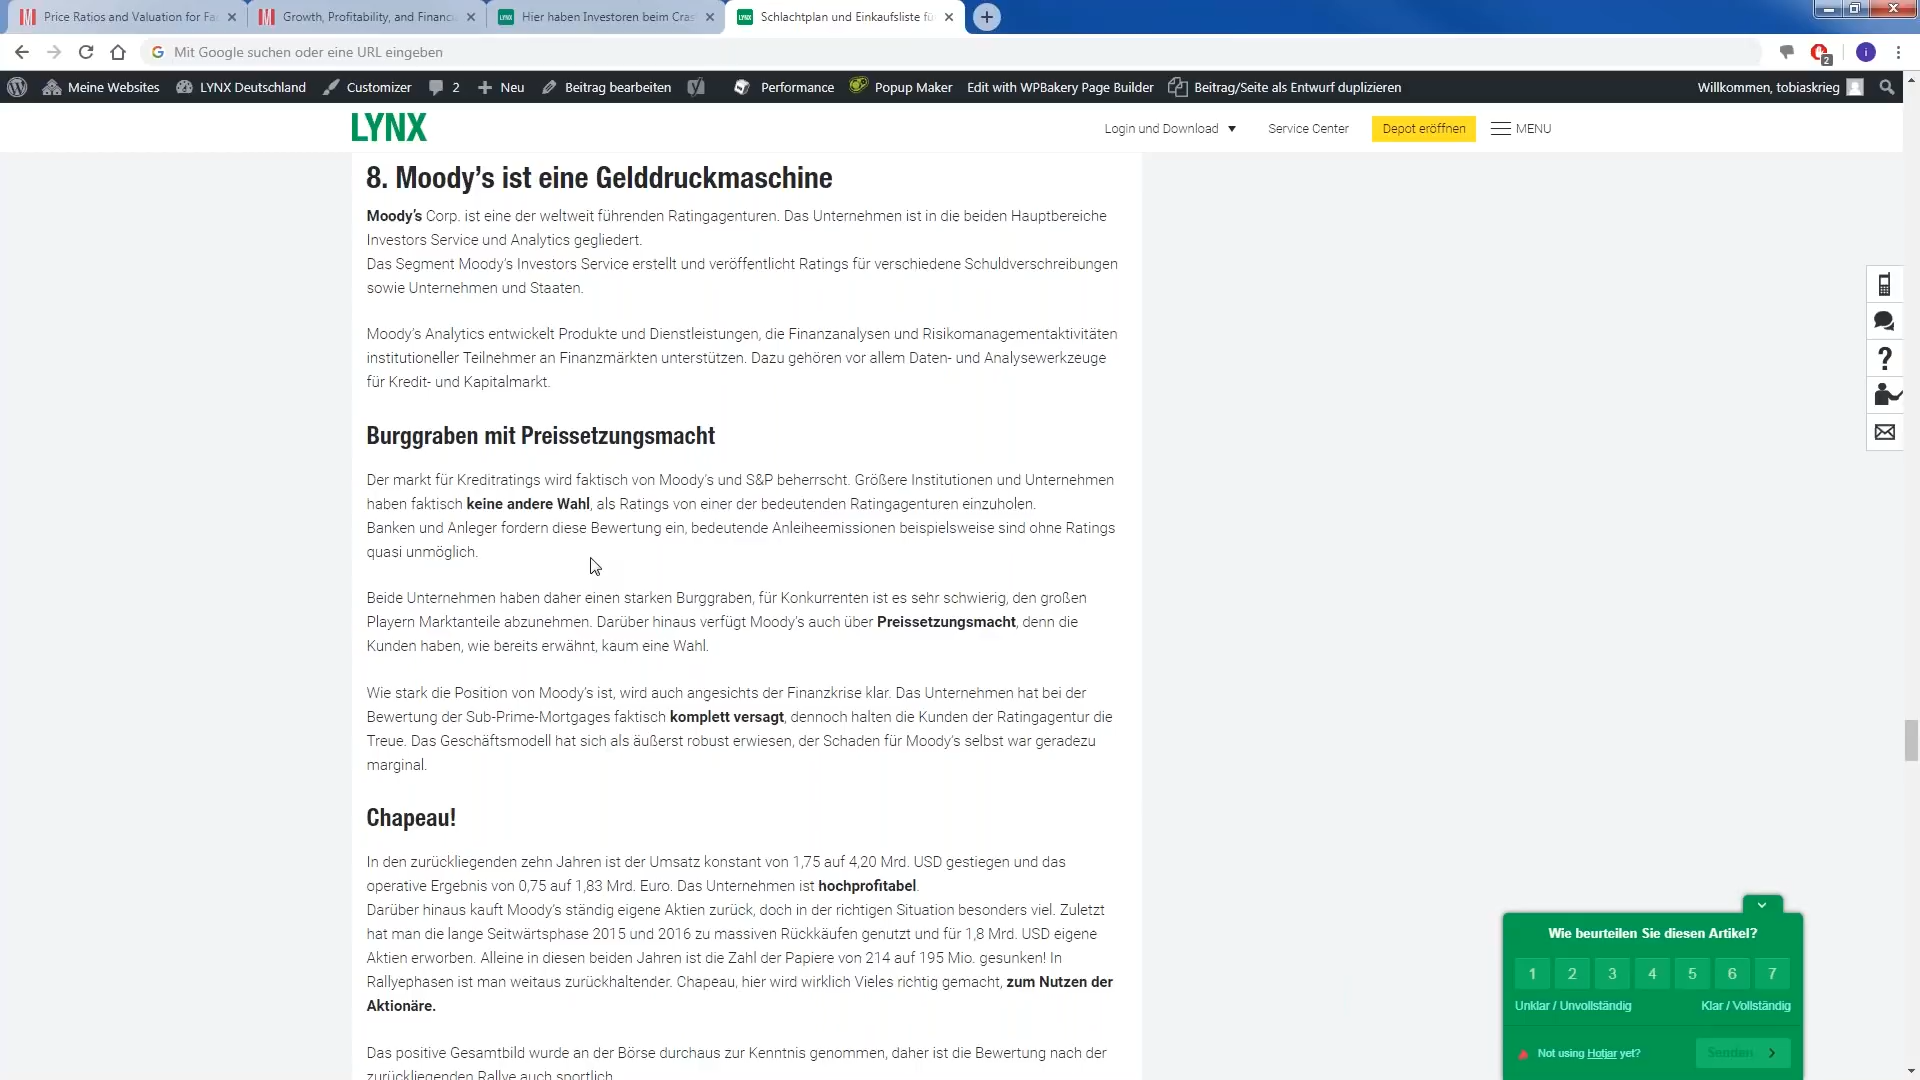 Price Ratios and Valuation for Fa
Growth, Profitability, and Financi
Hier haben Investoren beim Cras
Schlachtplan und Einkaufsliste fü
Mit Google suchen oder eine URL eingeben
2
i
Meine Websites
LYNX Deutschland
Customizer
2
Neu
Beitrag bearbeiten
Performance
Popup Maker
Edit with WPBakery Page Builder
Beitrag/Seite als Entwurf duplizieren
Willkommen, tobiaskrieg
LYNX
Login und Download
Service Center
Depot eröffnen
MENU
8. Moody's ist eine Gelddruckmaschine
Moody's Corp. ist eine der weltweit führenden Ratingagenturen. Das Unternehmen ist in die beiden Hauptbereiche
Investors Service und Analytics gegliedert.
Das Segment Moody's Investors Service erstellt und veröffentlicht Ratings für verschiedene Schuldverschreibungen
sowie Unternehmen und Staaten.
Moody's Analytics entwickelt Produkte und Dienstleistungen, die Finanzanalysen und Risikomanagementaktivitäten
institutioneller Teilnehmer an Finanzmärkten unterstützen. Dazu gehören vor allem Daten- und Analysewerkzeuge
für Kredit- und Kapitalmarkt.
Burggraben mit Preissetzungsmacht
Der markt für Kreditratings wird faktisch von Moody's und S&P beherrscht. Größere Institutionen und Unternehmen
haben faktisch keine andere Wahl, als Ratings von einer der bedeutenden Ratingagenturen einzuholen.
Banken und Anleger fordern diese Bewertung ein, bedeutende Anleiheemissionen beispielsweise sind ohne Ratings
quasi unmöglich.
Beide Unternehmen haben daher einen starken Burggraben, für Konkurrenten ist es sehr schwierig, den großen
Playern Marktanteile abzunehmen. Darüber hinaus verfügt Moody's auch über Preissetzungsmacht, denn die
Kunden haben, wie bereits erwähnt, kaum eine Wahl.
Wie stark die Position von Moody's ist, wird auch angesichts der Finanzkrise klar. Das Unternehmen hat bei der
Bewertung der Sub-Prime-Mortgages faktisch komplett versagt, dennoch halten die Kunden der Ratingagentur die
Treue. Das Geschäftsmodell hat sich als äußerst robust erwiesen, der Schaden für Moody's selbst war geradezu
marginal.
Chapeau!
In den zurückliegenden zehn Jahren ist der Umsatz konstant von 1,75 auf 4,20 Mrd. USD gestiegen und das
operative Ergebnis von 0,75 auf 1,83 Mrd. Euro. Das Unternehmen ist hochprofitabel.
Darüber hinaus kauft Moody's ständig eigene Aktien zurück, doch in der richtigen Situation besonders viel. Zuletzt
hat man die lange Seitwärtsphase 2015 und 2016 zu massiven Rückkäufen genutzt und für 1,8 Mrd. USD eigene
Aktien erworben. Alleine in diesen beiden Jahren ist die Zahl der Papiere von 214 auf 195 Mio. gesunken! In
Rallyephasen ist man weitaus zurückhaltender. Chapeau, hier wird wirklich Vieles richtig gemacht, zum Nutzen der
Aktionäre.
Das positive Gesamtbild wurde an der Börse durchaus zur Kenntnis genommen, daher ist die Bewertung nach der
zurückliegenden Rallye auch sportlich.
Wie beurteilen Sie diesen Artikel?
1 2 3 4 5 6 7
Unklar / Unvollständig
Klar / Vollständig
Not using Hotjar yet?
Senden